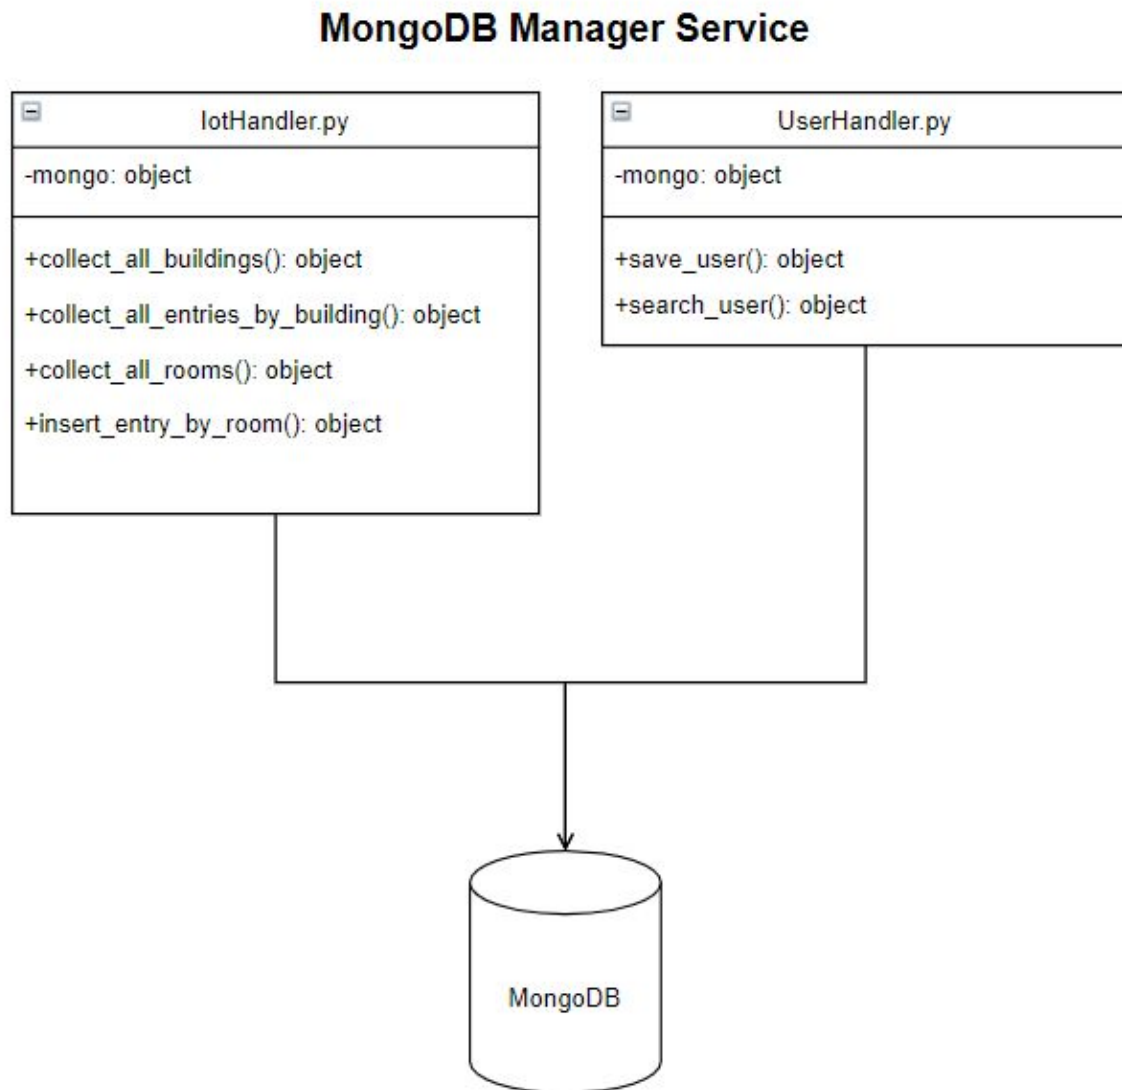 MongoDB Manager Service
IotHandler.py
-mongo: object
+collect_all_buildings(): object
+collect_all_entries_by_building(): object
+collect_all_rooms(): object
+insert_entry_by_room(): object
UserHandler.py
-mongo: object
+save_user(): object
+search_user(): object
MongoDB